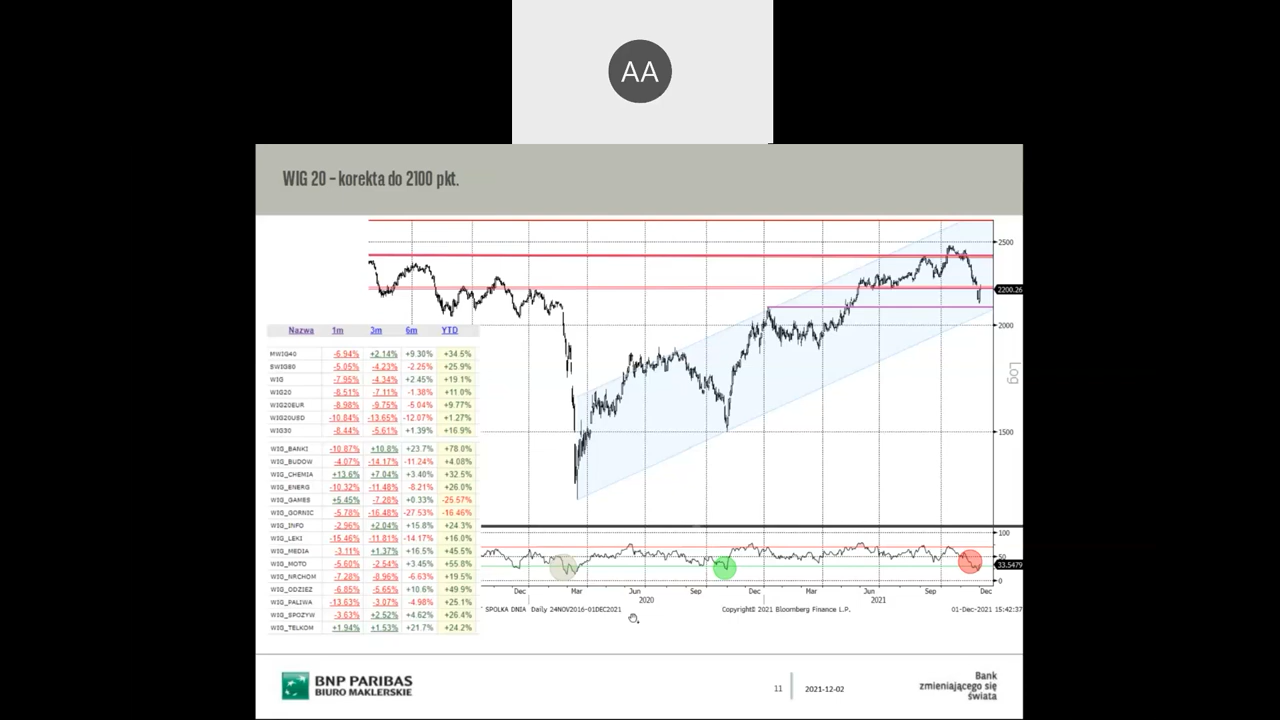 AA
WIG 20 – korekta do 2100 pkt.
2500
2200.26
2000
Log
1500
Nazwa 1m 3m 6m YTD
MWIG40 -6.94% +2.14% +9.30% +34.5%
SWIG80 -5.05% -4.23% -2.25% +25.9%
WIG -7.95% -4.34% +2.45% +19.1%
WIG20 -8.51% -7.11% -1.38% +11.0%
WIG20EUR -8.98% -9.75% -5.04% +9.77%
WIG20USD -10.84% -13.65% -12.07% +1.27%
WIG30 -8.44% -5.61% +1.39% +16.9%
WIG_BANKI -10.87% +10.8% +23.7% +78.0%
WIG_BUDOW -4.07% -14.17% -11.24% +4.08%
WIG_CHEMIA +13.6% +7.04% +3.40% +32.5%
WIG_ENERG -10.32% -11.48% -8.21% +26.0%
WIG_GAMES +5.45% -7.28% +0.33% -25.57%
WIG_GORNIC -5.78% -16.48% -27.53% -16.46%
WIG_INFO -2.96% +2.04% +15.8% +24.3%
WIG_LEKI -15.46% -11.81% -14.17% +16.0%
WIG_MEDIA -3.11% +1.37% +16.5% +45.5%
WIG_MOTO -5.60% -2.54% +3.45% +55.8%
WIG_NRCHOM -7.28% -8.96% -6.63% +19.5%
WIG_ODZIEZ -6.85% -5.65% +10.6% +49.9%
WIG_PALIWA -13.63% -3.07% -4.98% +25.1%
WIG_SPOZYW -3.63% +2.52% +4.62% +26.4%
WIG_TELKOM +1.94% +1.53% +21.7% +24.2%
100
50
33.5479
0
Dec Mar Jun Sep Dec Mar Jun Sep Dec
2020 2021
SPOLKA DNIA Daily 24NOV2016-01DEC2021 Copyright© 2021 Bloomberg Finance L.P. 01-Dec-2021 15:42:37
BNP PARIBAS
BIURO MAKLERSKIE
11
2021-12-02
Bank
zmieniającego się
świata